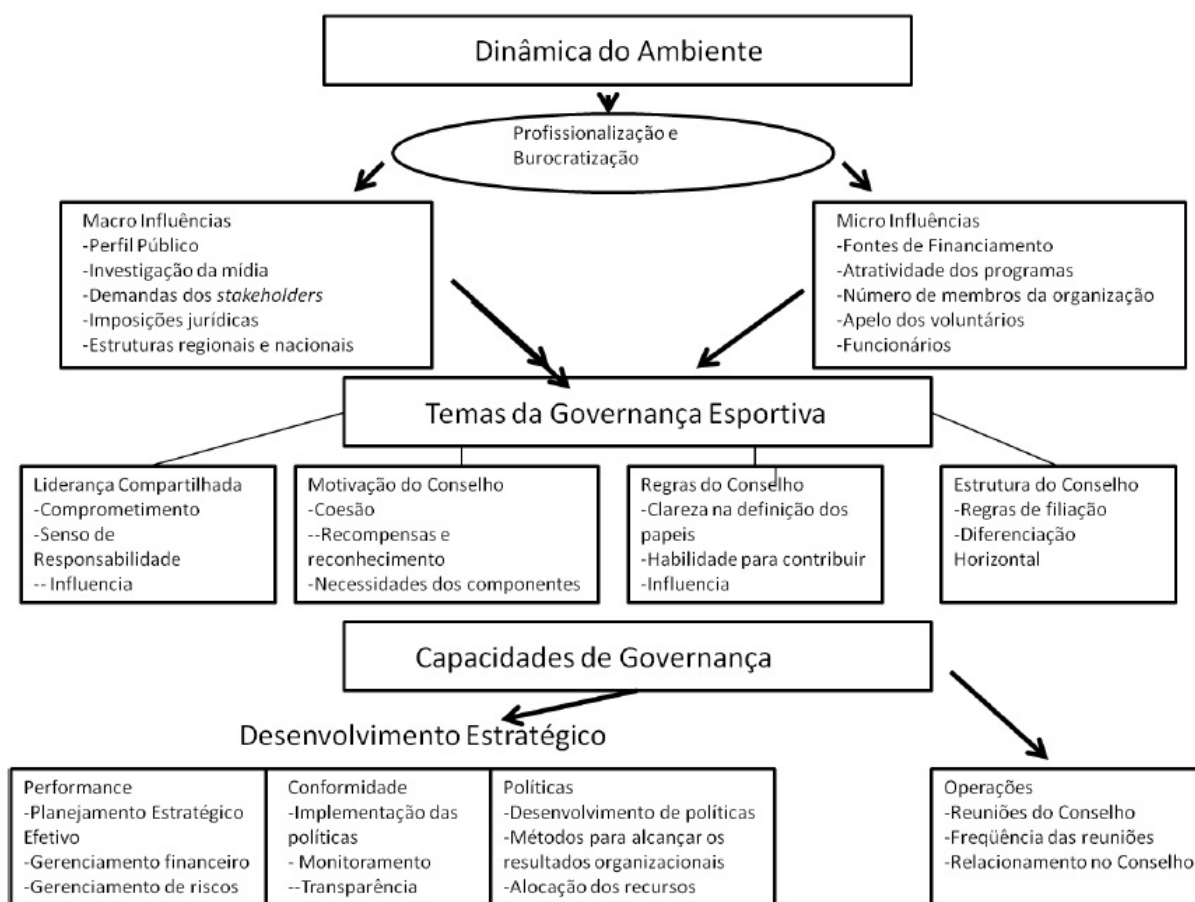 Dinâmica do Ambiente
Profissionalização e
Burocratização
Macro Influências
-Perfil Público
-Investigação da mídia
-Demandas dos stakeholders
-Imposições jurídicas
-Estruturas regionais e nacionais
Micro Influências
-Fontes de Financiamento
-Atratividade dos programas
-Número de membros da organização
-Apelo dos voluntários
-Funcionários
Temas da Governança Esportiva
Liderança Compartilhada
-Comprometimento
-Senso de
Responsabilidade
-- Influencia
Motivação do Conselho
-Coesão
--Recompensas e
reconhecimento
-Necessidades dos componentes
Regras do Conselho
-Clareza na definição dos
papeis
-Habilidade para contribuir
-Influencia
Estrutura do Conselho
-Regras de filiação
-Diferenciação
Horizontal
Capacidades de Governança
Desenvolvimento Estratégico
Performance
-Planejamento Estratégico
Efetivo
-Gerenciamento financeiro
-Gerenciamento de riscos
Conformidade
-Implementação das
políticas
- Monitoramento
--Transparência
Políticas
-Desenvolvimento de políticas
-Métodos para alcançar os
resultados organizacionais
-Alocação dos recursos
Operações
-Reuniões do Conselho
-Freqüência das reuniões
-Relacionamento no Conselho